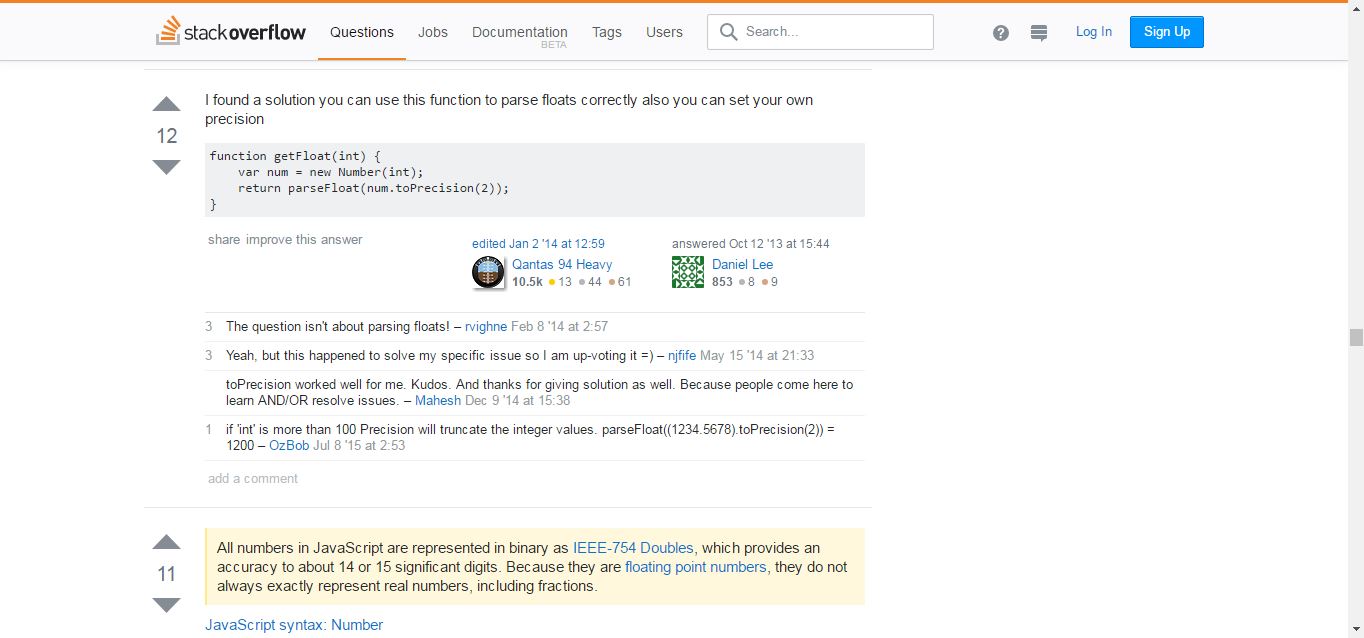 stackoverflow Questions Jobs Documentation BETA Tags Users Search... ? Log In Sign Up
I found a solution you can use this function to parse floats correctly also you can set your own
precision
12
function getFloat(int) {
    var num = new Number(int);
    return parseFloat(num.toPrecision(2));
}
share improve this answer
edited Jan 2 '14 at 12:59
Qantas 94 Heavy
10.5k 13 44 61
answered Oct 12 '13 at 15:44
Daniel Lee
853 8 9
3 The question isn't about parsing floats! – rvighne Feb 8 '14 at 2:57
3 Yeah, but this happened to solve my specific issue so I am up-voting it =) – njfife May 15 '14 at 21:33
toPrecision worked well for me. Kudos. And thanks for giving solution as well. Because people come here to
learn AND/OR resolve issues. – Mahesh Dec 9 '14 at 15:38
1 if 'int' is more than 100 Precision will truncate the integer values. parseFloat((1234.5678).toPrecision(2)) =
1200 – OzBob Jul 8 '15 at 2:53
add a comment
All numbers in JavaScript are represented in binary as IEEE-754 Doubles, which provides an
accuracy to about 14 or 15 significant digits. Because they are floating point numbers, they do not
always exactly represent real numbers, including fractions.
11
JavaScript syntax: Number